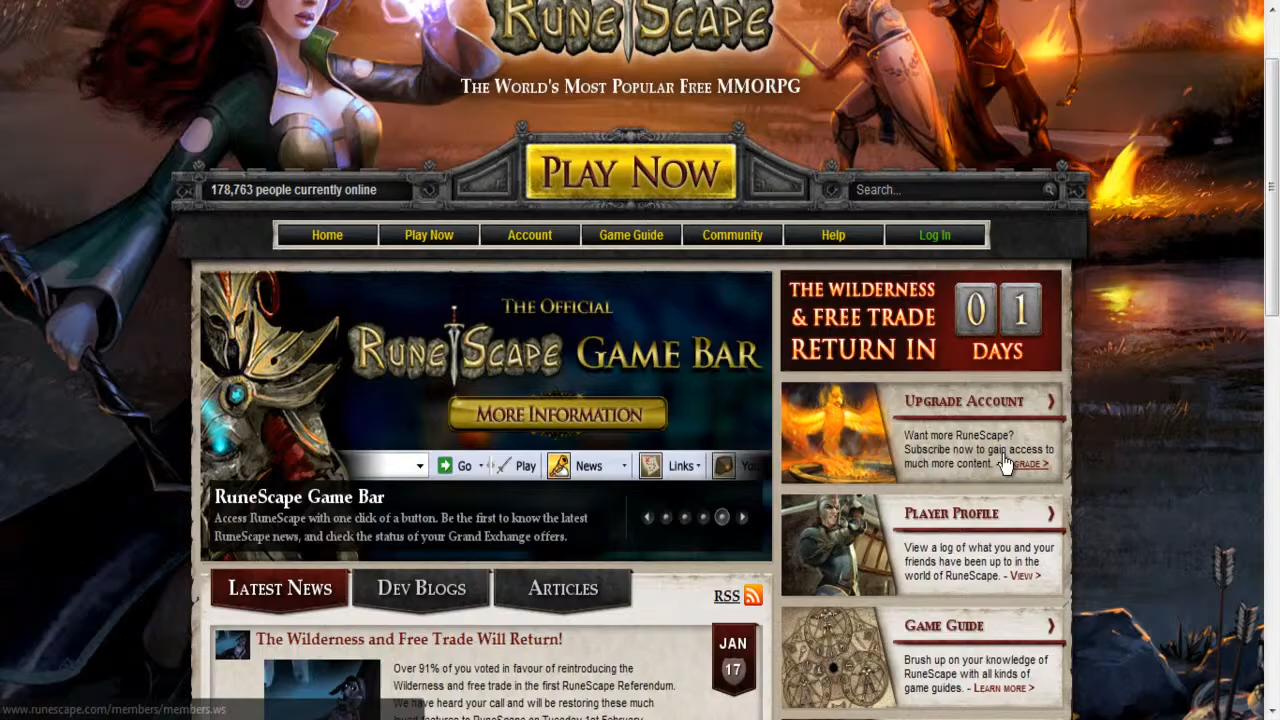 RUNESCAPE
THE WORLD'S MOST POPULAR FREE MMORPG
PLAY NOW
178,763 people currently online
Search...
Home
Play Now
Account
Game Guide
Community
Help
Log In
THE OFFICIAL
RUNESCAPE GAME BAR
MORE INFORMATION
Go
Play
News
Links
RuneScape Game Bar
Access RuneScape with one click of a button. Be the first to know the latest
RuneScape news, and check the status of your Grand Exchange offers.
THE WILDERNESS
& FREE TRADE
RETURN IN
01
DAYS
UPGRADE ACCOUNT
Want more RuneScape?
Subscribe now to gain access to
much more content. -
PLAYER PROFILE
View a log of what you and your
friends have been up to in the
world of RuneScape. - VIEW >
GAME GUIDE
Brush up on your knowledge of
RuneScape with all kinds of
game guides. - LEARN MORE >
LATEST NEWS
DEV BLOGS
ARTICLES
RSS
The Wilderness and Free Trade Will Return!
JAN
17
Over 91% of you voted in favour of reintroducing the
Wilderness and free trade in the first RuneScape Referendum.
We have heard your call and will be restoring these much
loved features to RuneScape on Tuesday 1st February.
www.runescape.com/members/members.ws